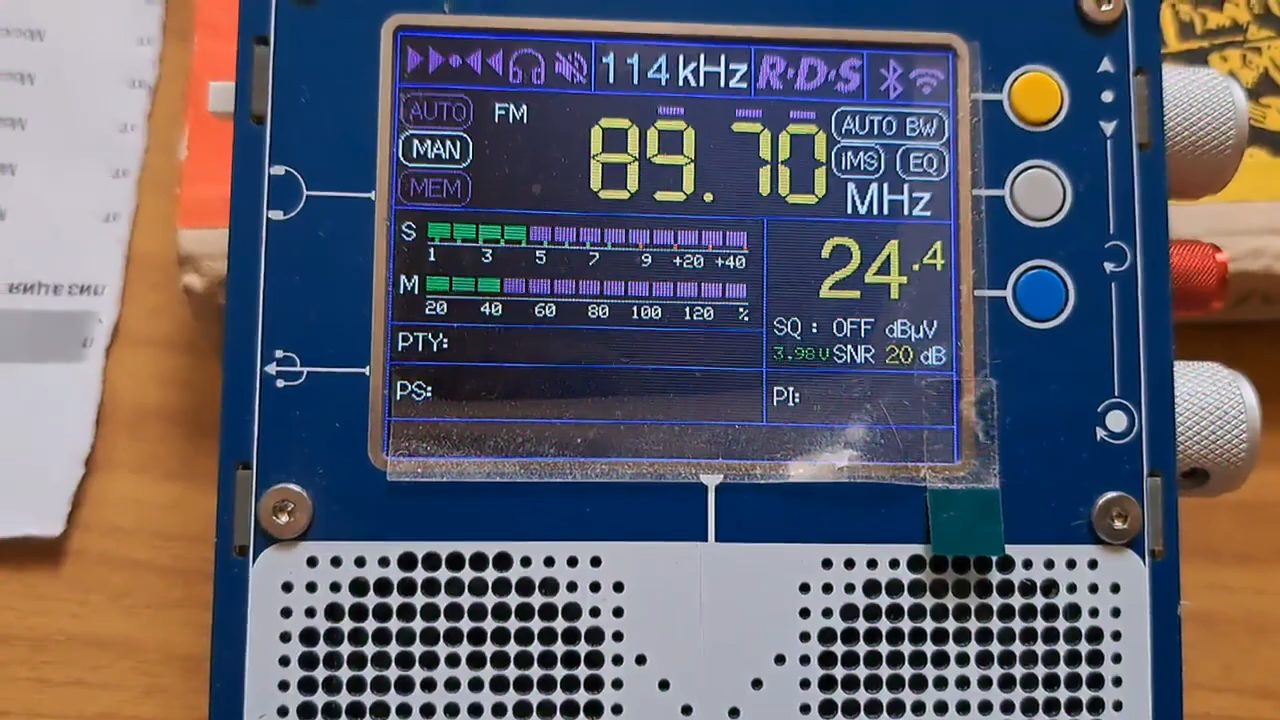 114 kHz R·D·S
AUTO FM
MAN 89.70 AUTO BW
iMS EQ
MEM MHz
S
1 3 5 7 9 +20 +40
24.4
M
20 40 60 80 100 120 %
SQ : OFF dBµV
PTY: 3.98V SNR 20 dB
PS: PI: